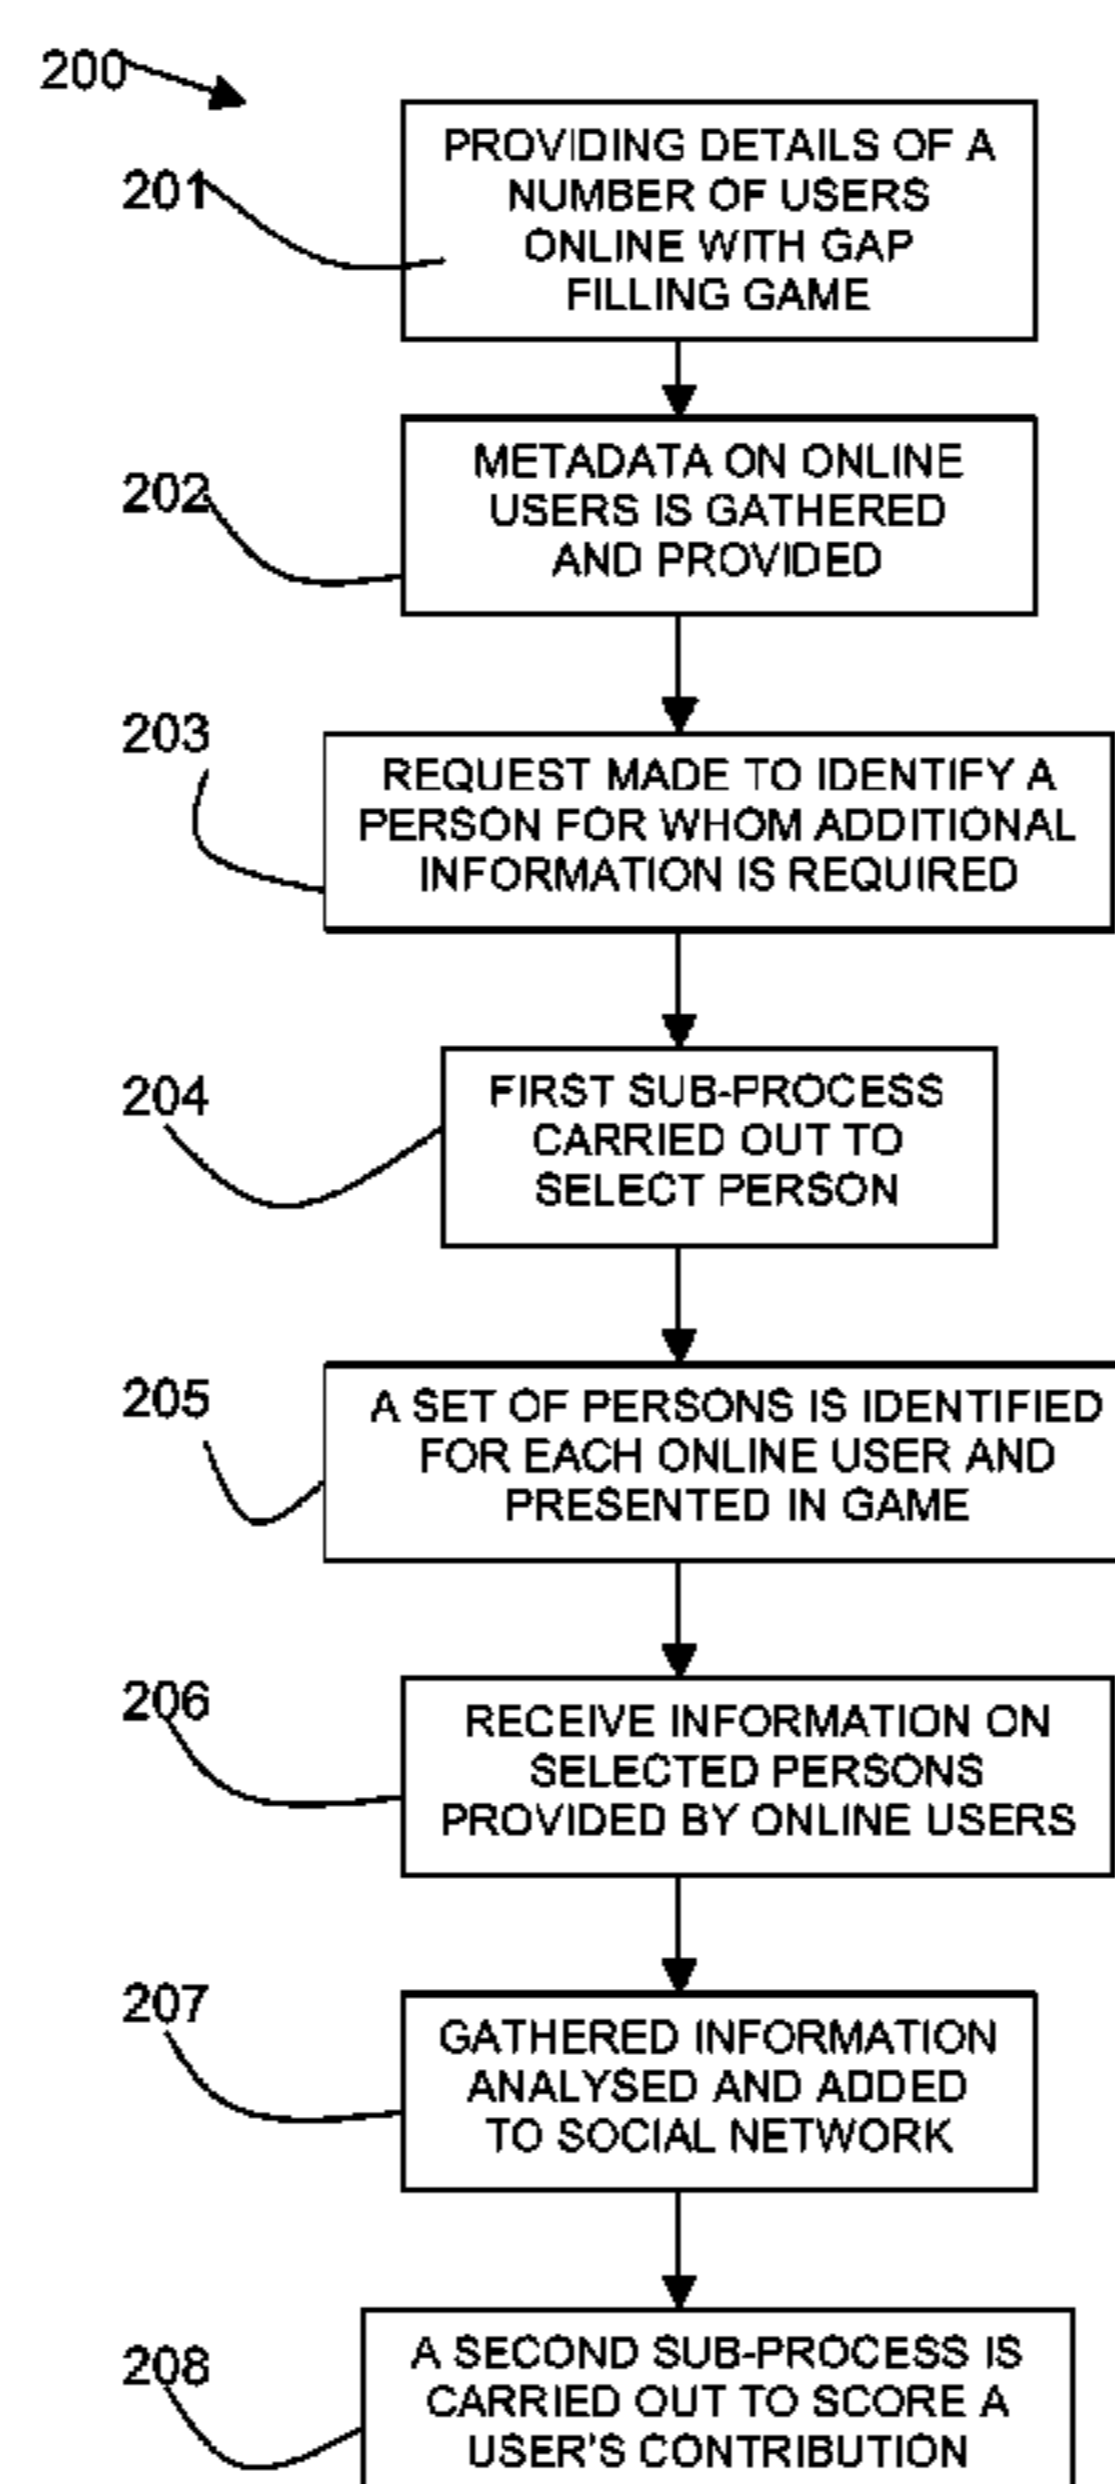 200
201
PROVIDING DETAILS OF A
NUMBER OF USERS
ONLINE WITH GAP
FILLING GAME
202
METADATA ON ONLINE
USERS IS GATHERED
AND PROVIDED
203
REQUEST MADE TO IDENTIFY A
PERSON FOR WHOM ADDITIONAL
INFORMATION IS REQUIRED
204
FIRST SUB-PROCESS
CARRIED OUT TO
SELECT PERSON
205
A SET OF PERSONS IS IDENTIFIED
FOR EACH ONLINE USER AND
PRESENTED IN GAME
206
RECEIVE INFORMATION ON
SELECTED PERSONS
PROVIDED BY ONLINE USERS
207
GATHERED INFORMATION
ANALYSED AND ADDED
TO SOCIAL NETWORK
208
A SECOND SUB-PROCESS IS
CARRIED OUT TO SCORE A
USER'S CONTRIBUTION